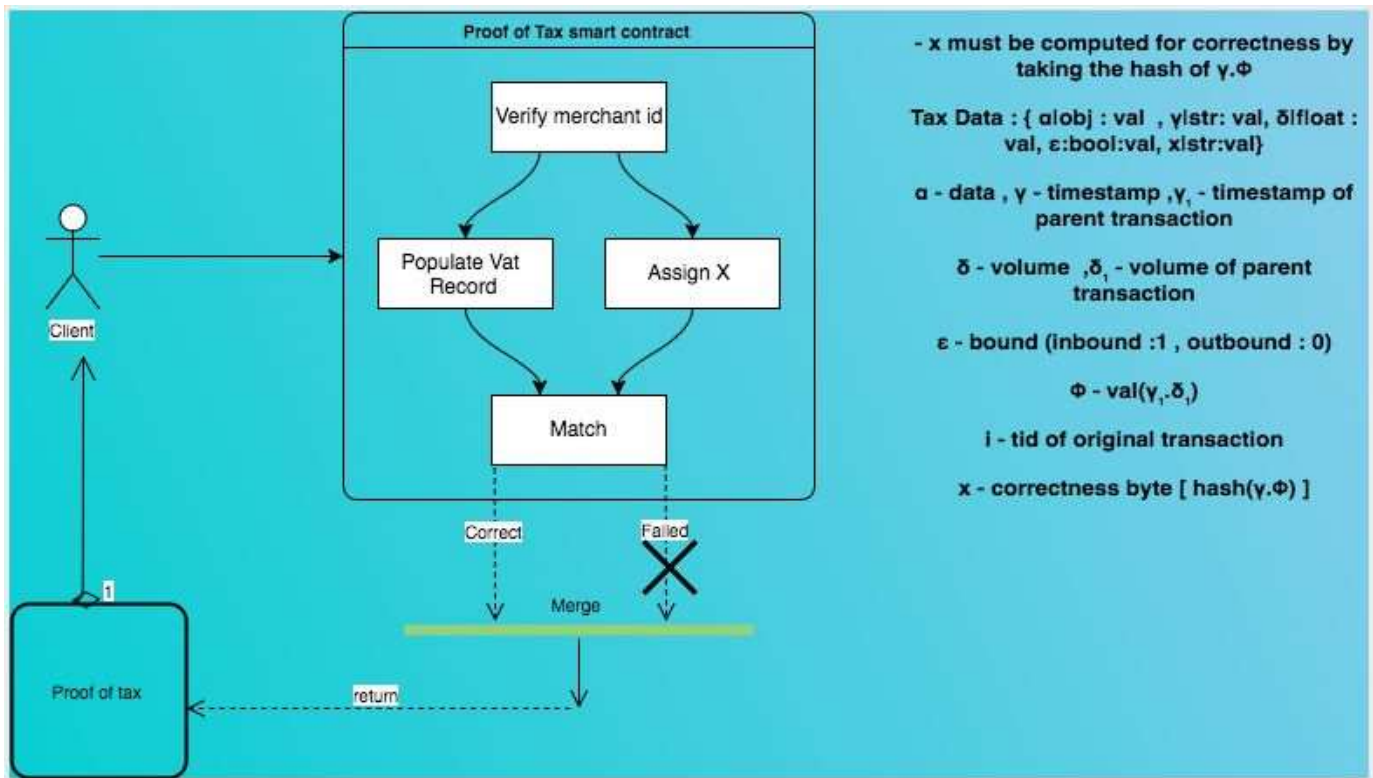 Proof of Tax smart contract
Verify merchant id
Populate Vat
Record
Assign X
Match
Client
Correct
Failed
Merge
1
Proof of tax
return
- x must be computed for correctness by
taking the hash of γ.Φ
Tax Data : { α|obj : val , γ|str: val, δ|float :
val, ε:bool:val, x|str:val}
α - data , γ - timestamp ,γ₁ - timestamp of
parent transaction
δ - volume ,δ₁ - volume of parent
transaction
ε - bound (inbound :1 , outbound : 0)
Φ - val(γ₁.δ₁)
i - tid of original transaction
x - correctness byte [ hash(γ.Φ) ]